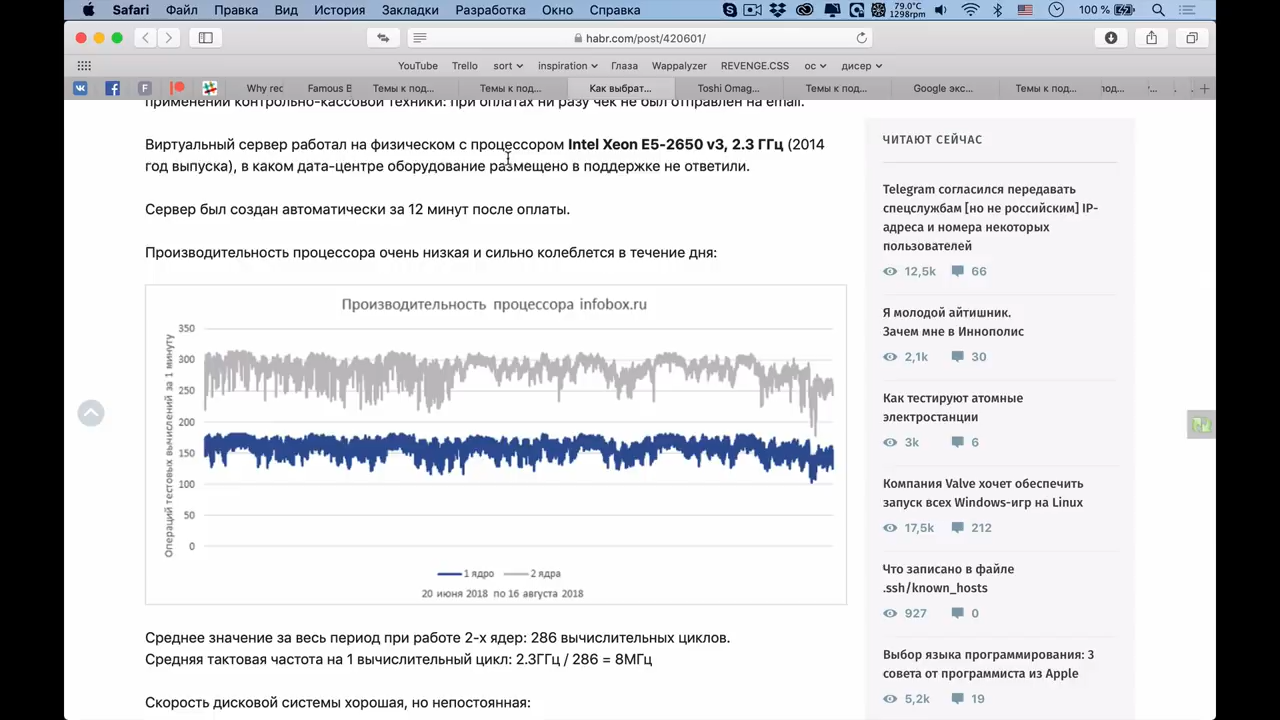 Safari Файл Правка Вид История Закладки Разработка Окно Справка 79.0°C 1298rpm 100 %
habr.com/post/420601/
YouTube Trello sort inspiration Глаза Wappalyzer REVENGE.CSS ос дисер
Why rec Famous B Темы к под... Темы к под... Как выбрат... Toshi Omag... Темы к под... Google экс... Темы к под... под...
применении контрольно-кассовой техники: при оплатах ни разу чек не был отправлен на email.
Виртуальный сервер работал на физическом с процессором Intel Xeon E5-2650 v3, 2.3 ГГц (2014
год выпуска), в каком дата-центре оборудование размещено в поддержке не ответили.
Сервер был создан автоматически за 12 минут после оплаты.
Производительность процессора очень низкая и сильно колеблется в течение дня:
Производительность процессора infobox.ru
Операций тестовых вычислений за 1 минуту
350
300
250
200
150
100
50
0
1 ядро 2 ядра
20 июня 2018 по 16 августа 2018
Среднее значение за весь период при работе 2-х ядер: 286 вычислительных циклов.
Средняя тактовая частота на 1 вычислительный цикл: 2.3ГГц / 286 = 8МГц
Скорость дисковой системы хорошая, но непостоянная:
ЧИТАЮТ СЕЙЧАС
Telegram согласился передавать
спецслужбам [но не российским] IP-
адреса и номера некоторых
пользователей
12,5k 66
Я молодой айтишник.
Зачем мне в Иннополис
2,1k 30
Как тестируют атомные
электростанции
3k 6
Компания Valve хочет обеспечить
запуск всех Windows-игр на Linux
17,5k 212
Что записано в файле
.ssh/known_hosts
927 0
Выбор языка программирования: 3
совета от программиста из Apple
5,2k 19